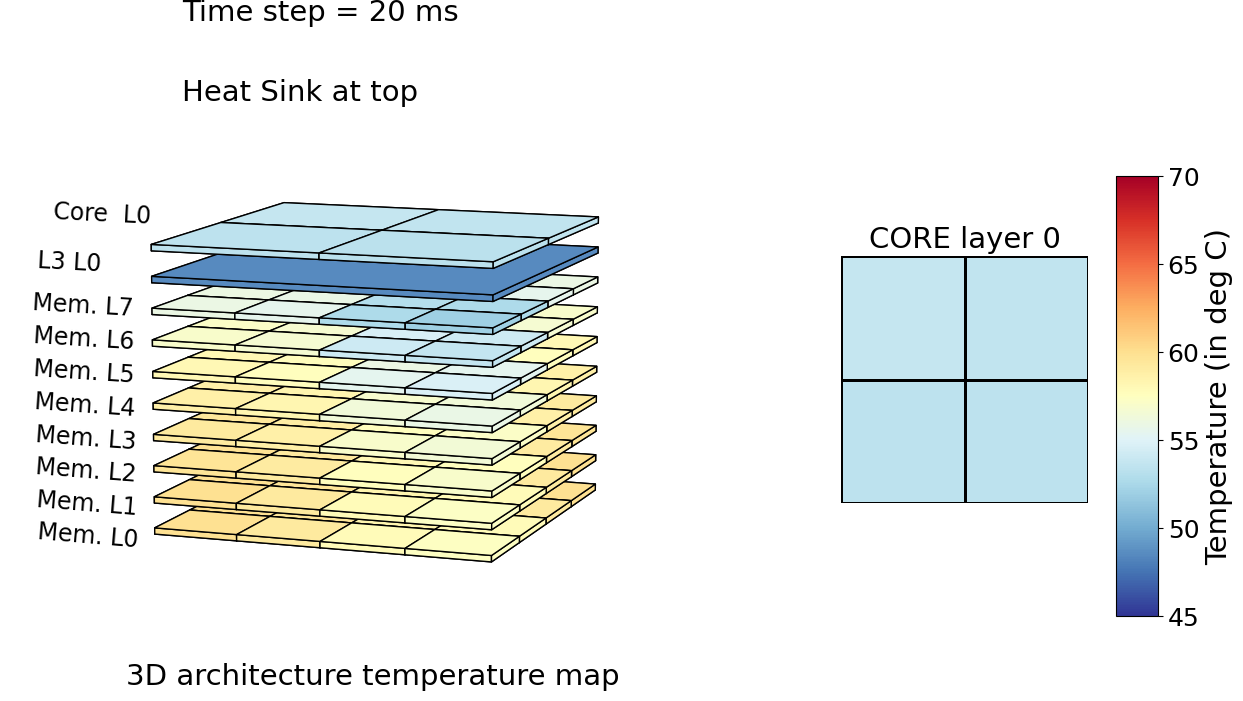 Time step = 20 ms
Heat Sink at top
Core L0
L3 L0
Mem. L7
Mem. L6
Mem. L5
Mem. L4
Mem. L3
Mem. L2
Mem. L1
Mem. L0
3D architecture temperature map
CORE layer 0
70
65
60
55
50
45
Temperature (in deg C)